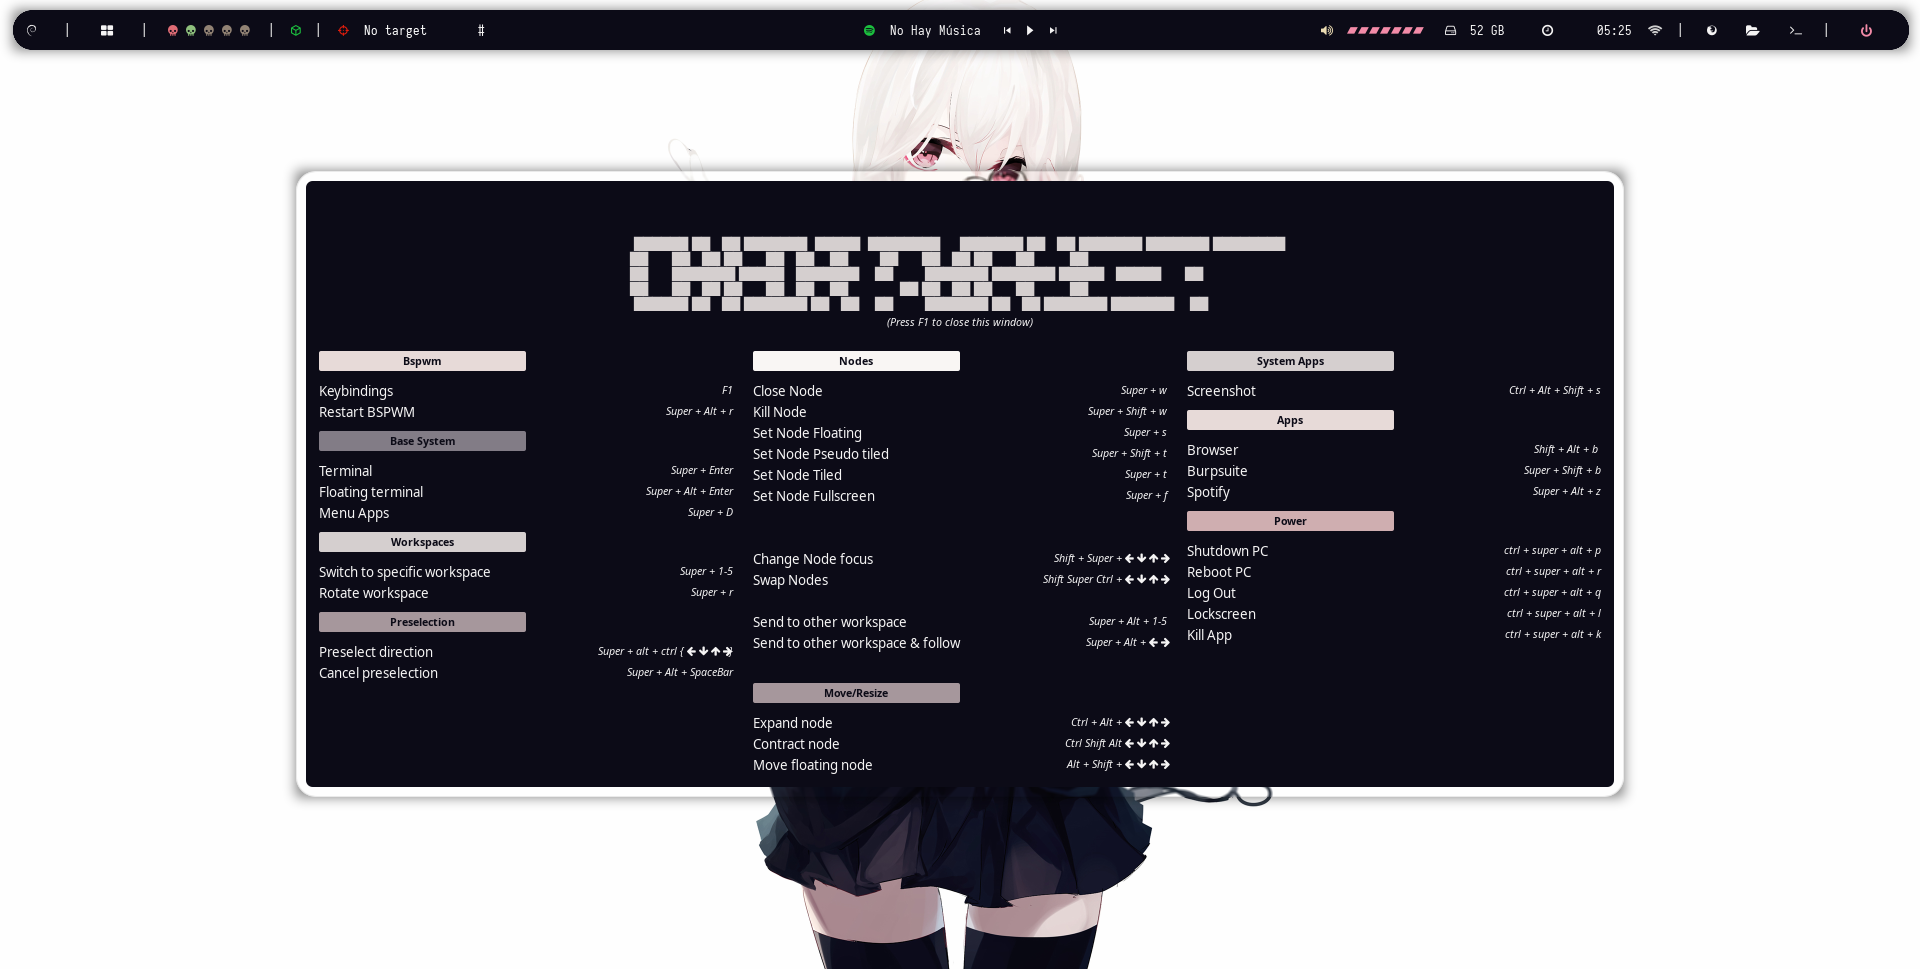 No target
#
No Hay Música
52 GB
05:25
CHEAT SHEET
(Press F1 to close this window)
Bspwm
Keybindings F1
Restart BSPWM Super + Alt + r
Base System
Terminal Super + Enter
Floating terminal Super + Alt + Enter
Menu Apps Super + D
Workspaces
Switch to specific workspace Super + 1-5
Rotate workspace Super + r
Preselection
Preselect direction Super + alt + ctrl { ← ↓ ↑ → }
Cancel preselection Super + Alt + SpaceBar
Nodes
Close Node Super + w
Kill Node Super + Shift + w
Set Node Floating Super + s
Set Node Pseudo tiled Super + Shift + t
Set Node Tiled Super + t
Set Node Fullscreen Super + f
Change Node focus Shift + Super + ← ↓ ↑ →
Swap Nodes Shift Super Ctrl + ← ↓ ↑ →
Send to other workspace Super + Alt + 1-5
Send to other workspace & follow Super + Alt + ← →
Move/Resize
Expand node Ctrl + Alt + ← ↓ ↑ →
Contract node Ctrl Shift Alt ← ↓ ↑ →
Move floating node Alt + Shift + ← ↓ ↑ →
System Apps
Screenshot Ctrl + Alt + Shift + s
Apps
Browser Shift + Alt + b
Burpsuite Super + Shift + b
Spotify Super + Alt + z
Power
Shutdown PC ctrl + super + alt + p
Reboot PC ctrl + super + alt + r
Log Out ctrl + super + alt + q
Lockscreen ctrl + super + alt + l
Kill App ctrl + super + alt + k